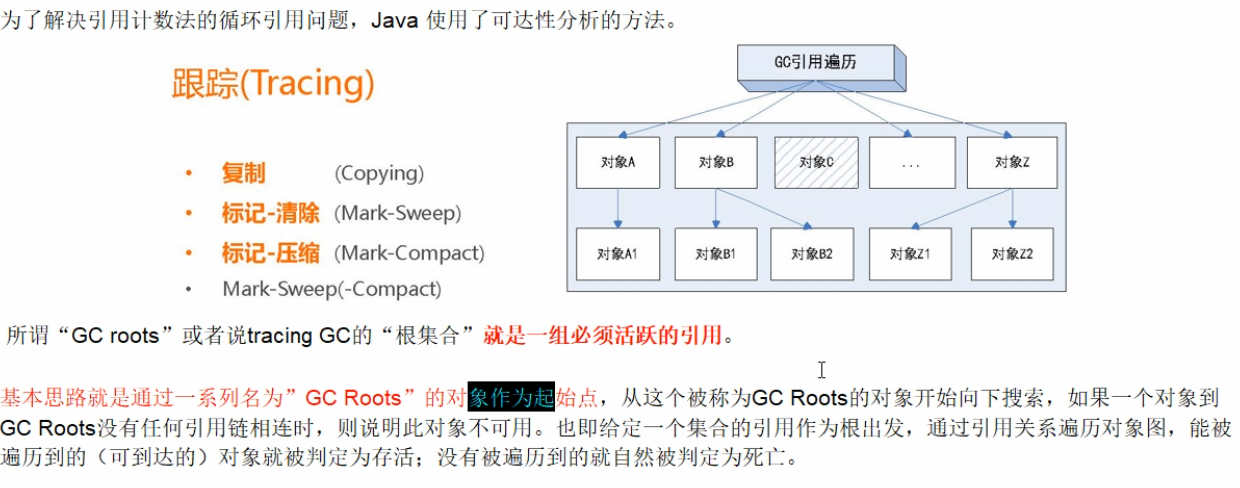 为了解决引用计数法的循环引用问题，Java 使用了可达性分析的方法。
跟踪(Tracing)
• 复制 (Copying)
• 标记-清除 (Mark-Sweep)
• 标记-压缩 (Mark-Compact)
• Mark-Sweep(-Compact)
GC引用遍历
对象A 对象B 对象C ... 对象Z
对象A1 对象B1 对象B2 对象Z1 对象Z2
所谓“GC roots”或者说tracing GC的“根集合”就是一组必须活跃的引用。
基本思路就是通过一系列名为”GC Roots”的对象作为起始点，从这个被称为GC Roots的对象开始向下搜索，如果一个对象到
GC Roots没有任何引用链相连时，则说明此对象不可用。也即给定一个集合的引用作为根出发，通过引用关系遍历对象图，能被
遍历到的（可到达的）对象就被判定为存活；没有被遍历到的就自然被判定为死亡。